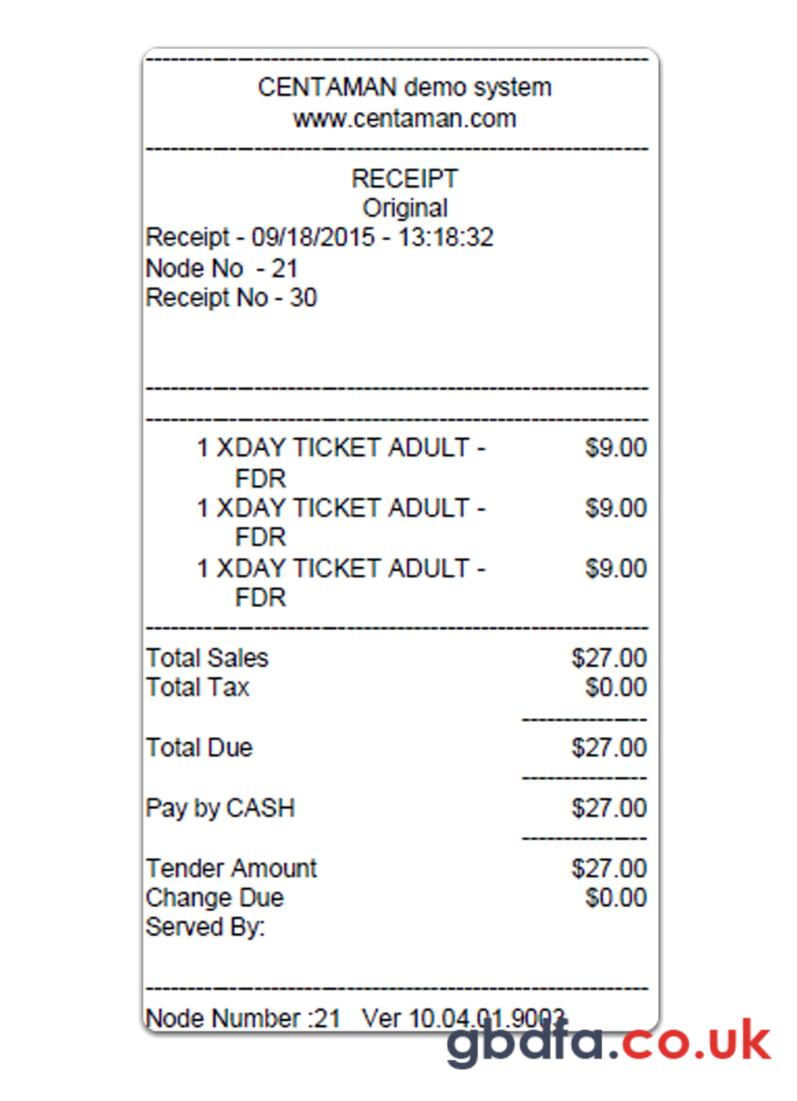 CENTAMAN demo system
www.centaman.com
RECEIPT
Original
Receipt - 09/18/2015 - 13:18:32
Node No - 21
Receipt No - 30
1 XDAY TICKET ADULT - $9.00
FDR
1 XDAY TICKET ADULT - $9.00
FDR
1 XDAY TICKET ADULT - $9.00
FDR
Total Sales $27.00
Total Tax $0.00
Total Due $27.00
Pay by CASH $27.00
Tender Amount $27.00
Change Due $0.00
Served By:
Node Number :21 Ver 10.04.01.9003
gbdfa.co.uk